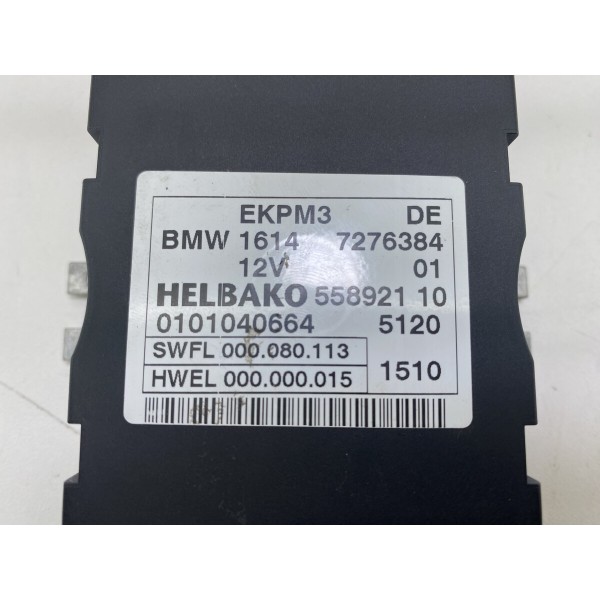 EKPM3 DE
BMW 1614 7276384
12V 01
HELBAKO 558921 10
0101040664 5120
SWFL 000.080.113
HWEL 000.000.015 1510